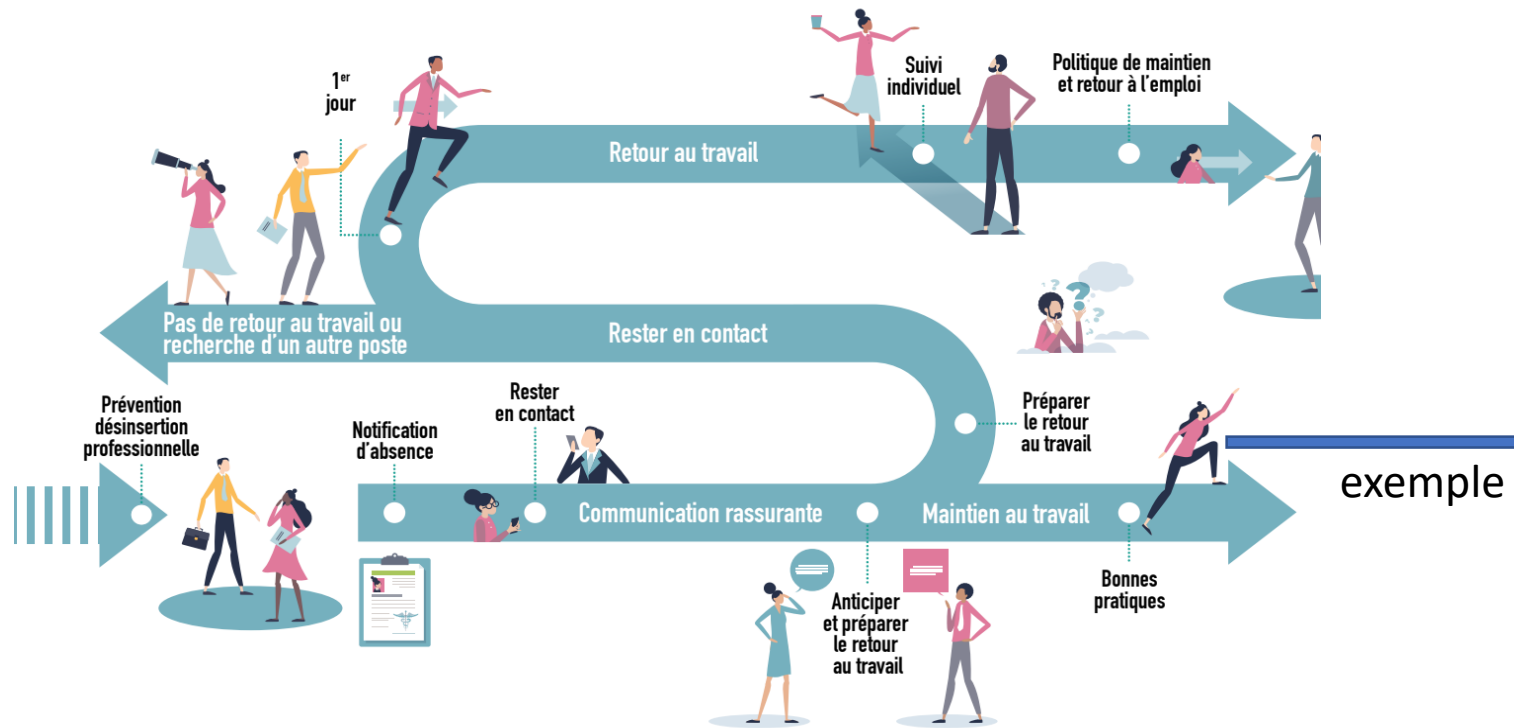 1er
jour
Suivi
individuel
Politique de maintien
et retour à l'emploi
Retour au travail
Pas de retour au travail ou
recherche d'un autre poste
Rester en contact
Prévention
désinsertion
professionnelle
Notification
d'absence
Rester
en contact
Préparer
le retour
au travail
exemple
Communication rassurante
Maintien au travail
Anticiper
et préparer
le retour
au travail
Bonnes
pratiques